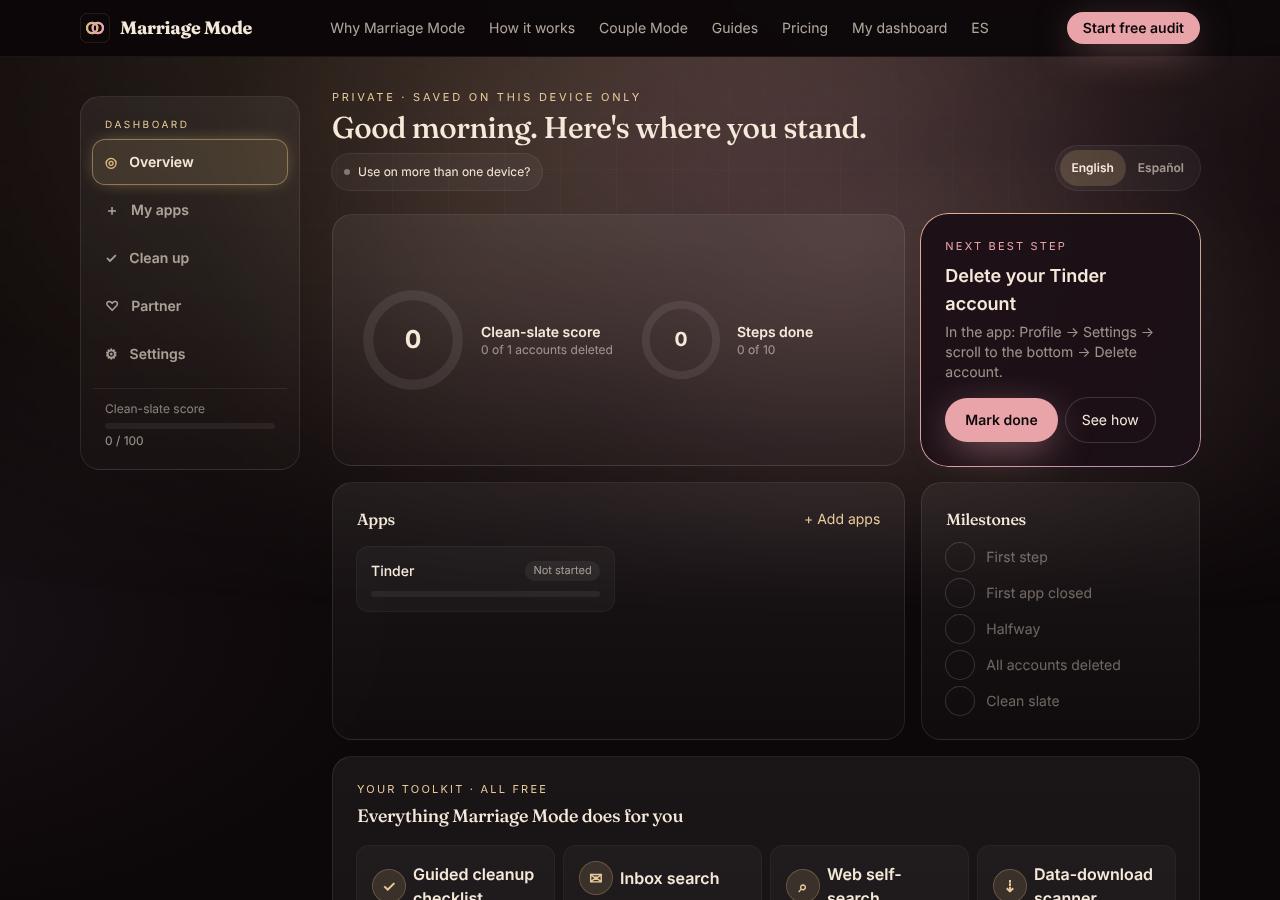 Marriage Mode
Why Marriage Mode
How it works
Couple Mode
Guides
Pricing
My dashboard
ES
Start free audit
DASHBOARD
Overview
My apps
Clean up
Partner
Settings
Clean-slate score
0 / 100
PRIVATE · SAVED ON THIS DEVICE ONLY
Good morning. Here's where you stand.
Use on more than one device?
English
Español
0
Clean-slate score
0 of 1 accounts deleted
0
Steps done
0 of 10
NEXT BEST STEP
Delete your Tinder
account
In the app: Profile → Settings →
scroll to the bottom → Delete
account.
Mark done
See how
Apps
+ Add apps
Tinder
Not started
Milestones
First step
First app closed
Halfway
All accounts deleted
Clean slate
YOUR TOOLKIT · ALL FREE
Everything Marriage Mode does for you
Guided cleanup
checklist
Inbox search
Web self-
search
Data-download
scanner